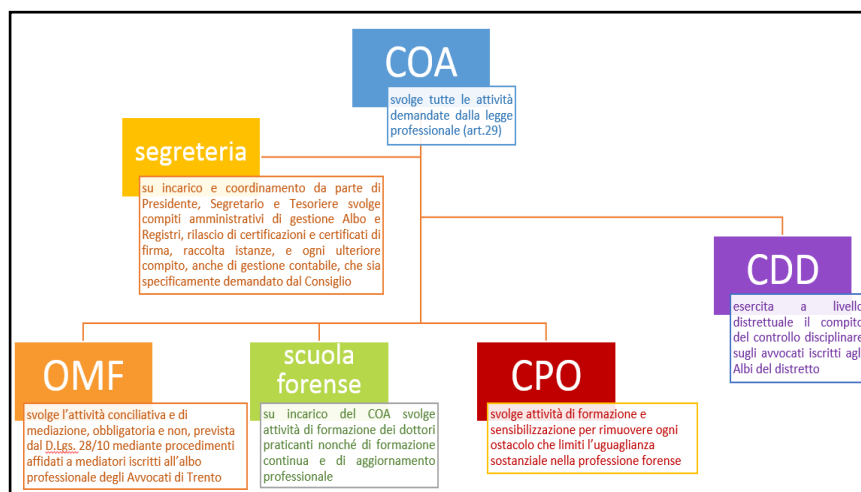 COA
svolge tutte le attività
demandate dalla legge
professionale (art.29)
segreteria
su incarico e coordinamento da parte di
Presidente, Segretario e Tesoriere svolge
compiti amministrativi di gestione Albo e
Registri, rilascio di certificazioni e certificati di
firma, raccolta istanze, e ogni ulteriore
compito, anche di gestione contabile, che sia
specificamente demandato dal Consiglio
CDD
esercita a livello
distrettuale il compito
del controllo disciplinare
sugli avvocati iscritti agli
Albi del distretto
OMF
svolge l'attività conciliativa e di
mediazione, obbligatoria e non, prevista
dal D.Lgs. 28/10 mediante procedimenti
affidati a mediatori iscritti all'albo
professionale degli Avvocati di Trento
scuola
forense
su incarico del COA svolge
attività di formazione dei dottori
praticanti nonché di formazione
continua e di aggiornamento
professionale
CPO
svolge attività di formazione e
sensibilizzazione per rimuovere ogni
ostacolo che limiti l'uguaglianza
sostanziale nella professione forense